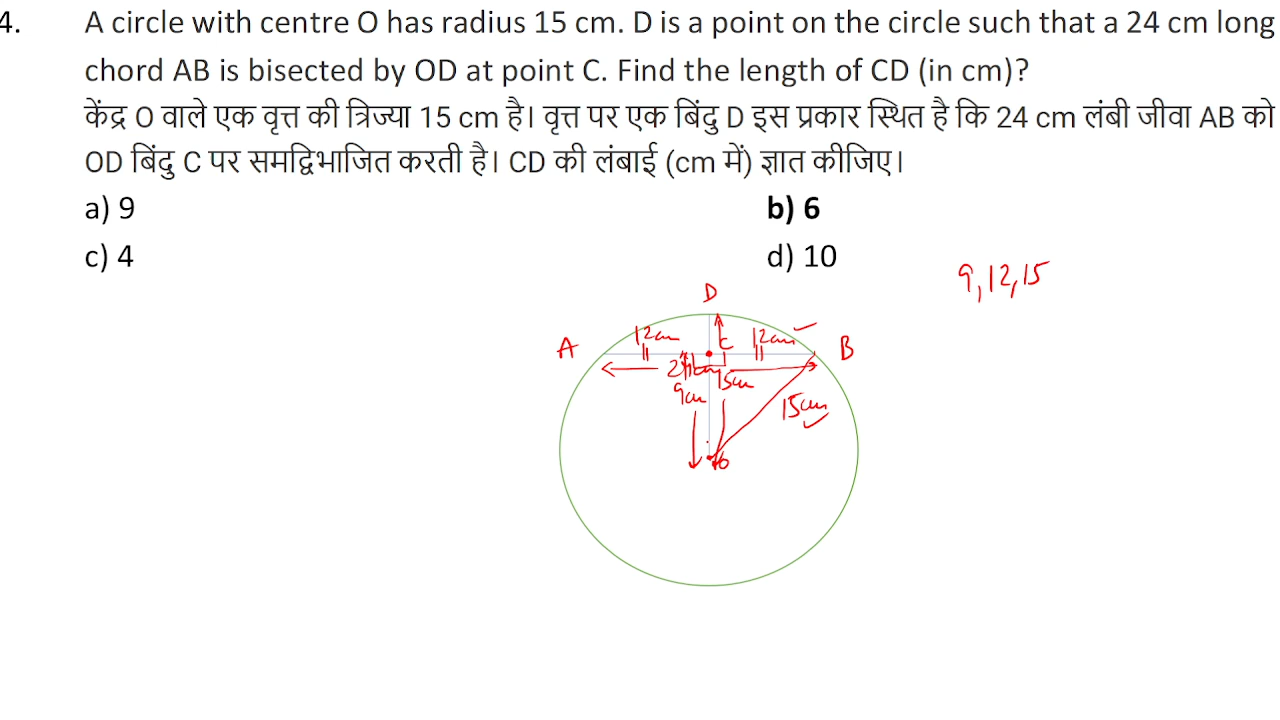 4. A circle with centre O has radius 15 cm. D is a point on the circle such that a 24 cm long
chord AB is bisected by OD at point C. Find the length of CD (in cm)?
केंद्र O वाले एक वृत्त की त्रिज्या 15 cm है। वृत्त पर एक बिंदु D इस प्रकार स्थित है कि 24 cm लंबी जीवा AB को
OD बिंदु C पर समद्विभाजित करती है। CD की लंबाई (cm में) ज्ञात कीजिए।
a) 9 b) 6
c) 4 d) 10
9, 12, 15
D
12cm 12cm
A C B
15cm
9cm 15cm
O